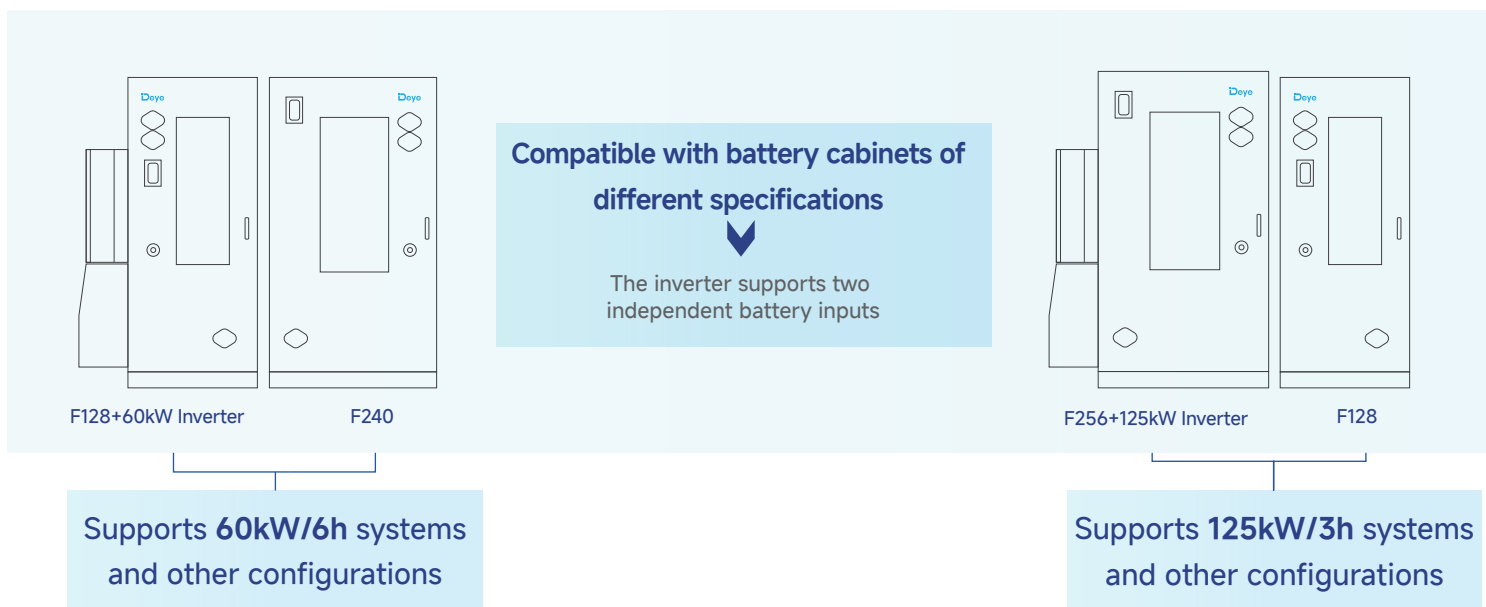 Deye
Deye
Deye
Deye
Compatible with battery cabinets of
different specifications
The inverter supports two
independent battery inputs
F128+60kW Inverter
F240
F256+125kW Inverter
F128
Supports 60kW/6h systems
and other configurations
Supports 125kW/3h systems
and other configurations